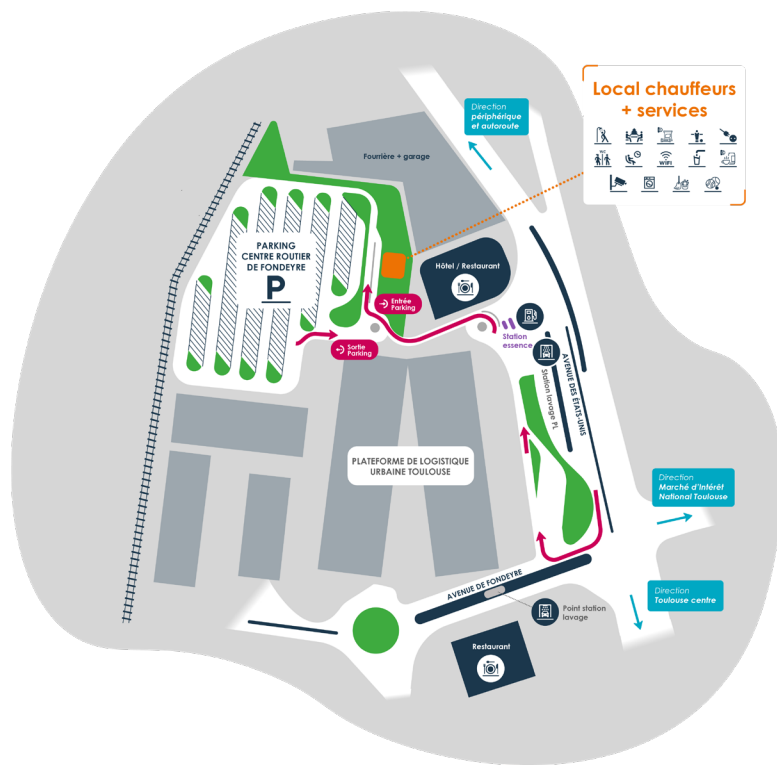 Local chauffeurs
+ services
WC
WIFI
Direction
périphérique
et autoroute
Fourrière + garage
PARKING
CENTRE ROUTIER
DE FONDEYRE
P
Hôtel / Restaurant
Entrée
Parking
Sortie
Parking
Station
essence
Station lavage PL
AVENUE DES ÉTATS-UNIS
PLATEFORME DE LOGISTIQUE
URBAINE TOULOUSE
Direction
Marché d'Intérêt
National Toulouse
AVENUE DE FONDEYRE
Direction
Toulouse centre
Point station
lavage
Restaurant